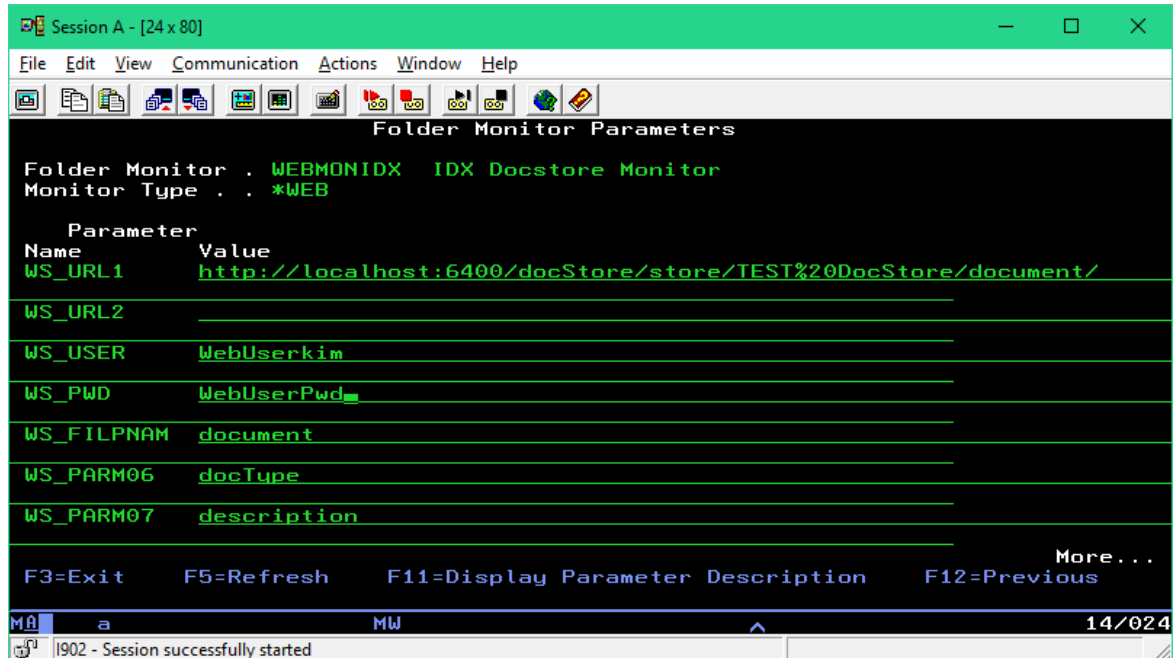 Session A - [24 x 80]
File Edit View Communication Actions Window Help
Folder Monitor Parameters
Folder Monitor . WEBMONIDX IDX Docstore Monitor
Monitor Type . . *WEB
Parameter
Name Value
WS_URL1 http://localhost:6400/docStore/store/TEST%20DocStore/document/
WS_URL2
WS_USER WebUserkim
WS_PWD WebUserPwd
WS_FILPNAM document
WS_PARM06 docType
WS_PARM07 description
More...
F3=Exit F5=Refresh F11=Display Parameter Description F12=Previous
MA a MW ^ 14/024
I902 - Session successfully started